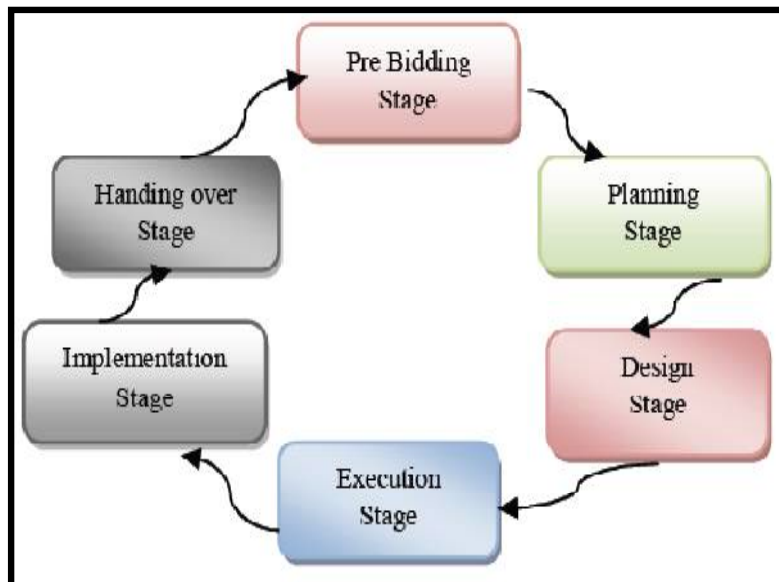 Pre Bidding
Stage
Planning
Stage
Design
Stage
Execution
Stage
Implementation
Stage
Handing over
Stage